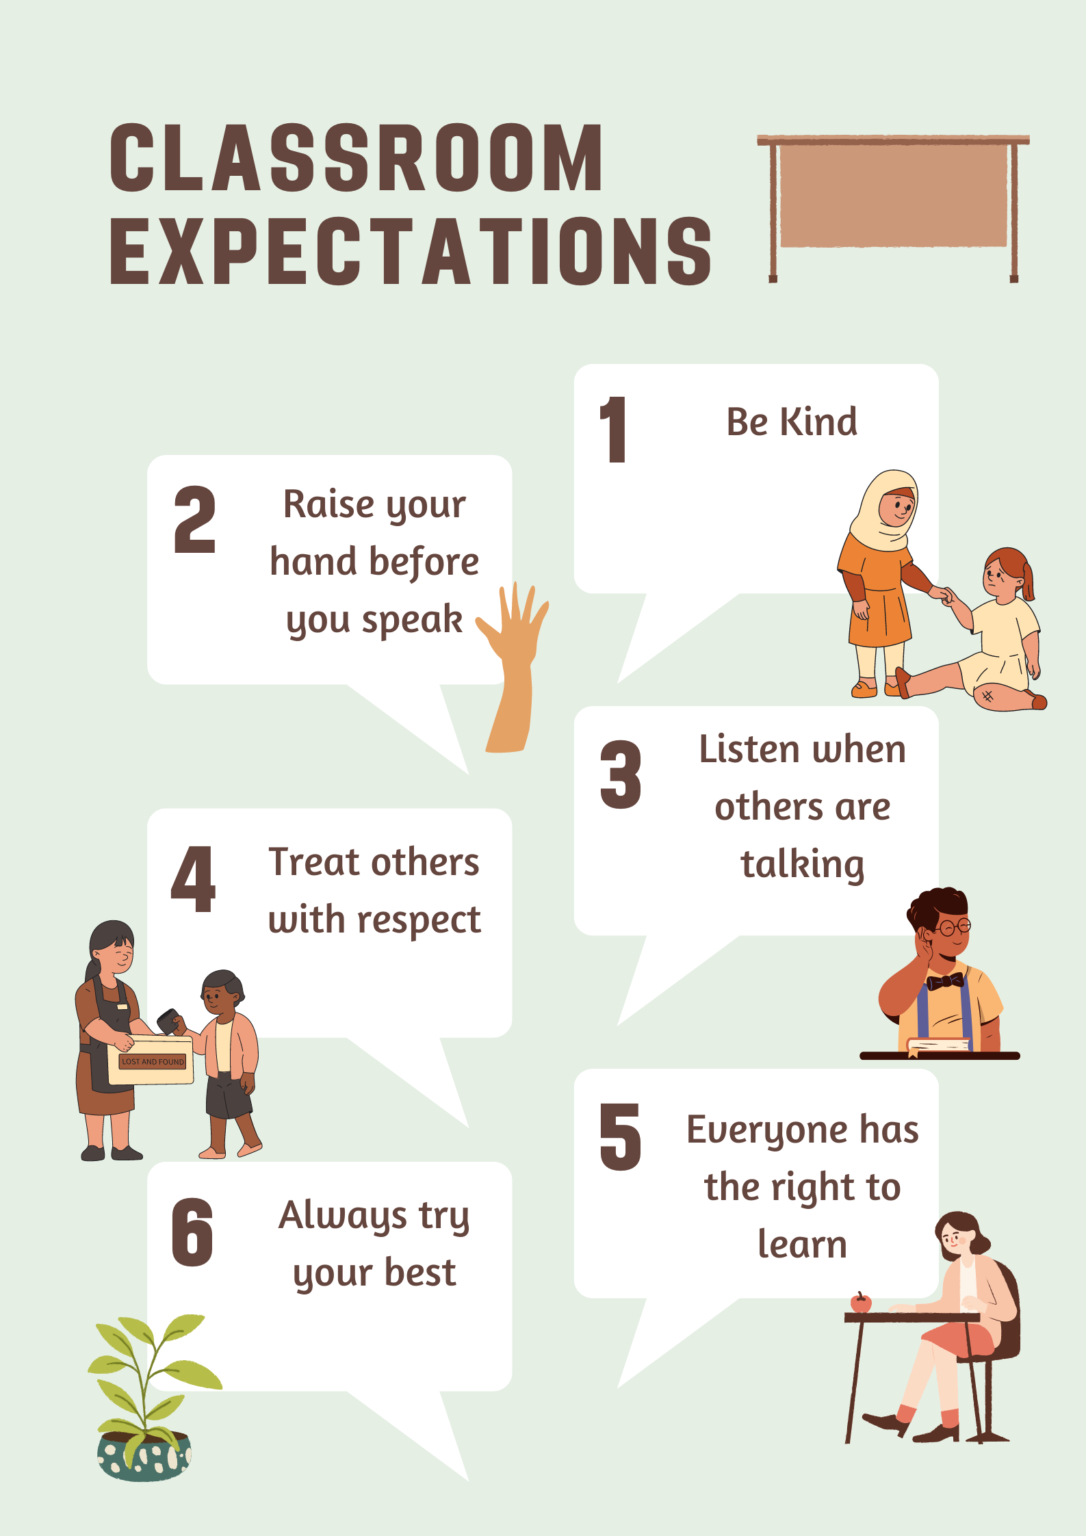 CLASSROOM
EXPECTATIONS
1
Be Kind
2
Raise your
hand before
you speak
3
Listen when
others are
talking
4
Treat others
with respect
LOST AND FOUND
5
Everyone has
the right to
learn
6
Always try
your best